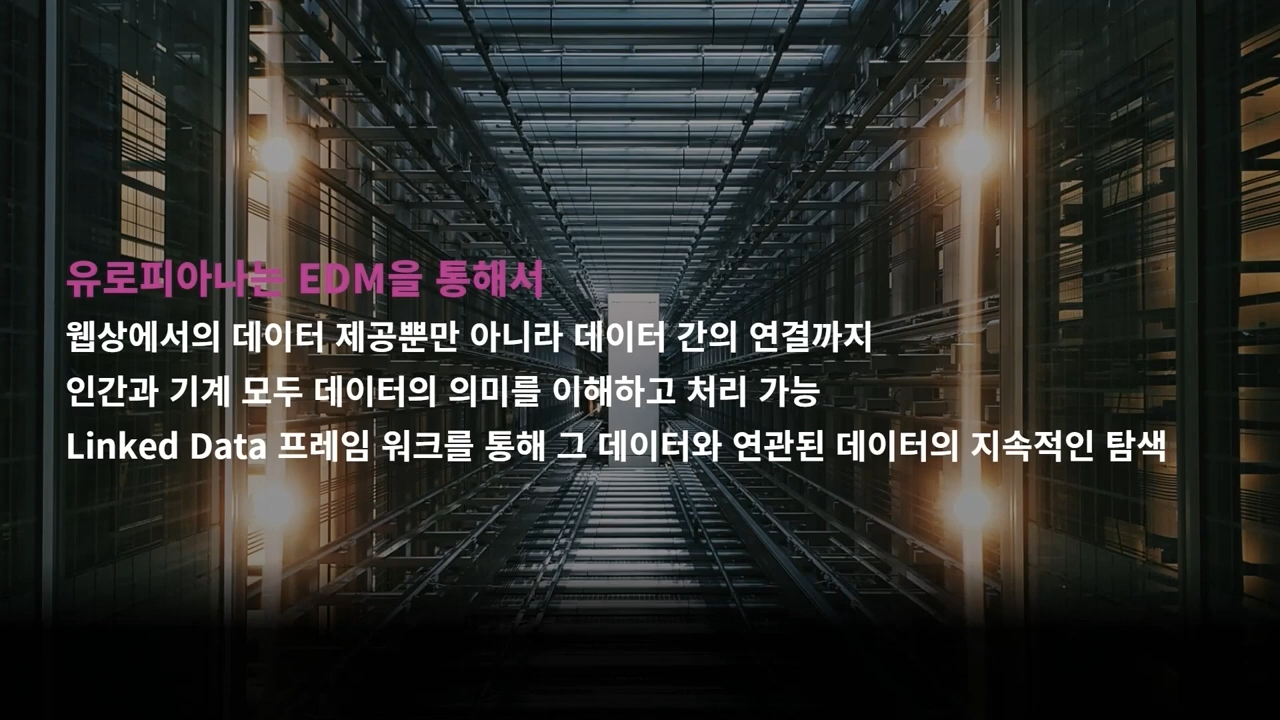 유로피아나는 EDM을 통해서
웹상에서의 데이터 제공뿐만 아니라 데이터 간의 연결까지
인간과 기계 모두 데이터의 의미를 이해하고 처리 가능
Linked Data 프레임 워크를 통해 그 데이터와 연관된 데이터의 지속적인 탐색